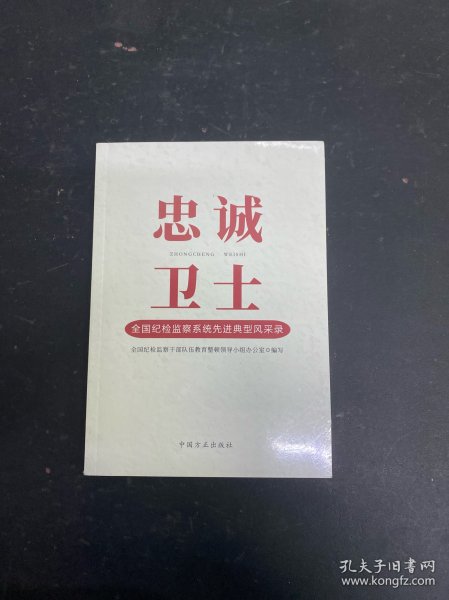 忠诚
ZHONGCHENG WEISHI
卫士
全国纪检监察系统先进典型风采录
全国纪检监察干部队伍教育整顿领导小组办公室◎编写
中国方正出版社
孔夫子旧书网
www.kongfz.com